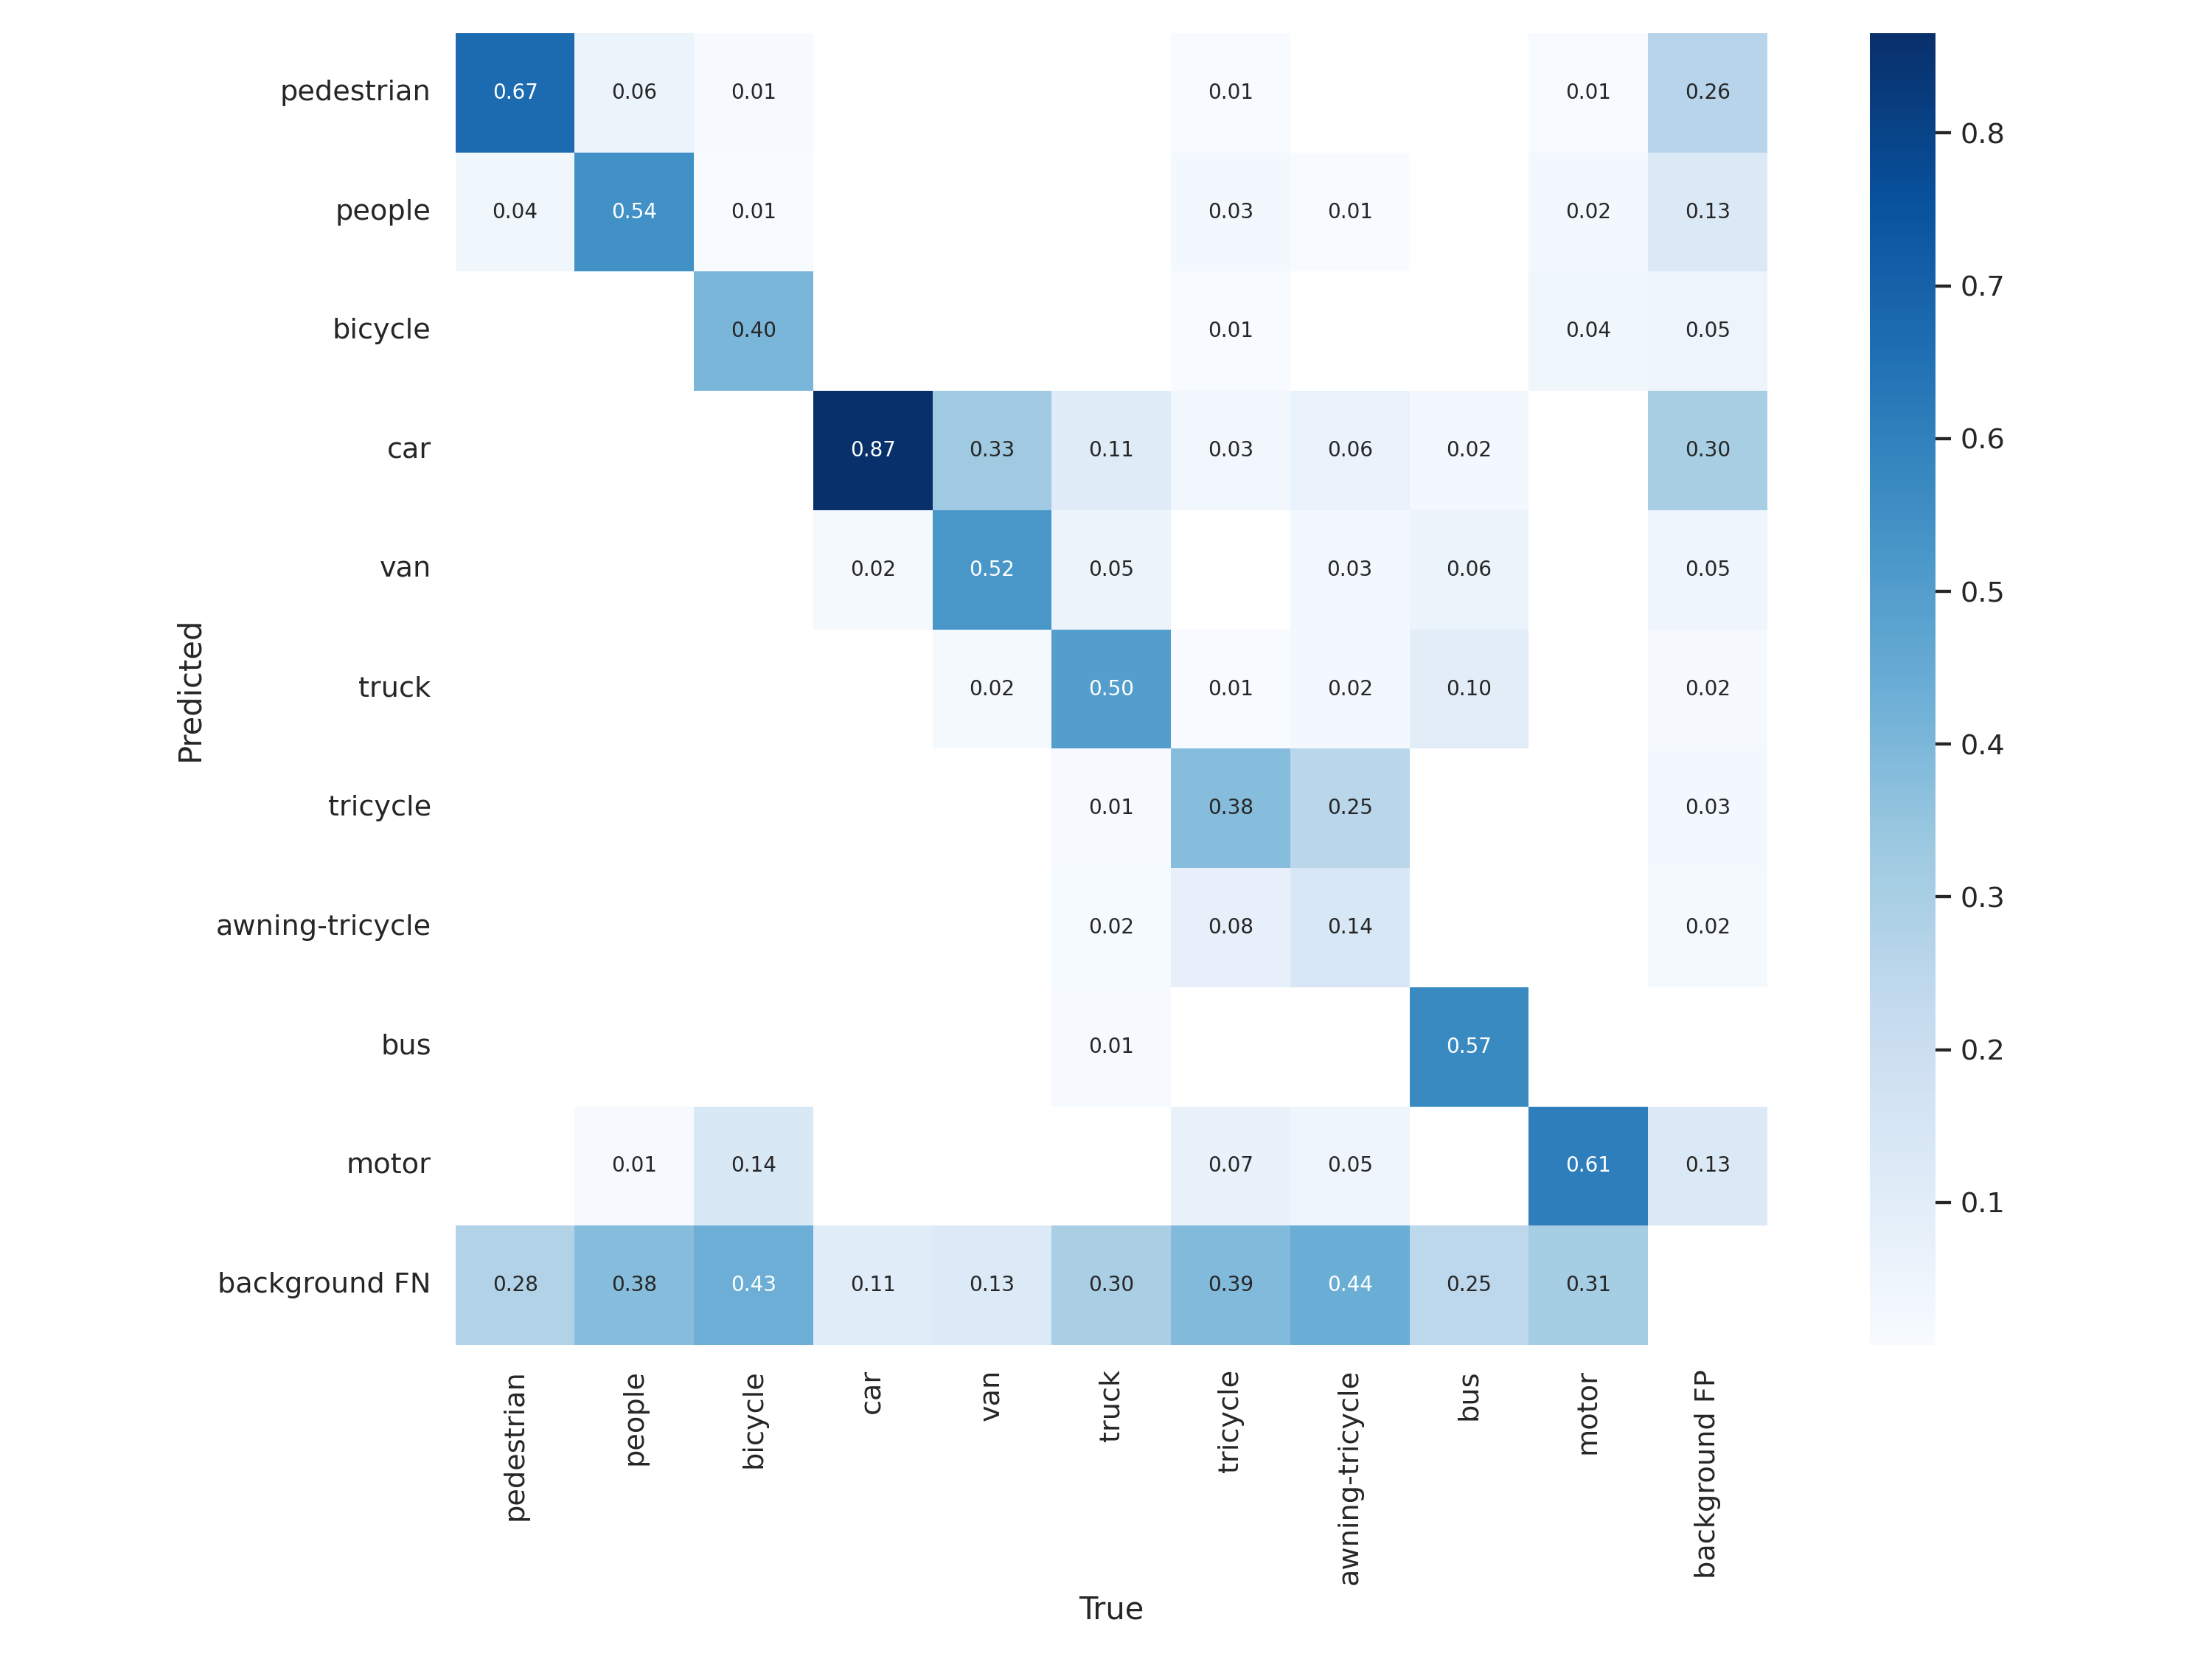 pedestrian 0.67 0.06 0.01 0.01 0.01 0.26
people 0.04 0.54 0.01 0.03 0.01 0.02 0.13
bicycle 0.40 0.01 0.04 0.05
car 0.87 0.33 0.11 0.03 0.06 0.02 0.30
van 0.02 0.52 0.05 0.03 0.06 0.05
truck 0.02 0.50 0.01 0.02 0.10 0.02
tricycle 0.01 0.38 0.25 0.03
awning-tricycle 0.02 0.08 0.14 0.02
bus 0.01 0.57
motor 0.01 0.14 0.07 0.05 0.61 0.13
background FN 0.28 0.38 0.43 0.11 0.13 0.30 0.39 0.44 0.25 0.31
pedestrian
people
bicycle
car
van
truck
tricycle
awning-tricycle
bus
motor
background FP
True
Predicted
0.8
0.7
0.6
0.5
0.4
0.3
0.2
0.1